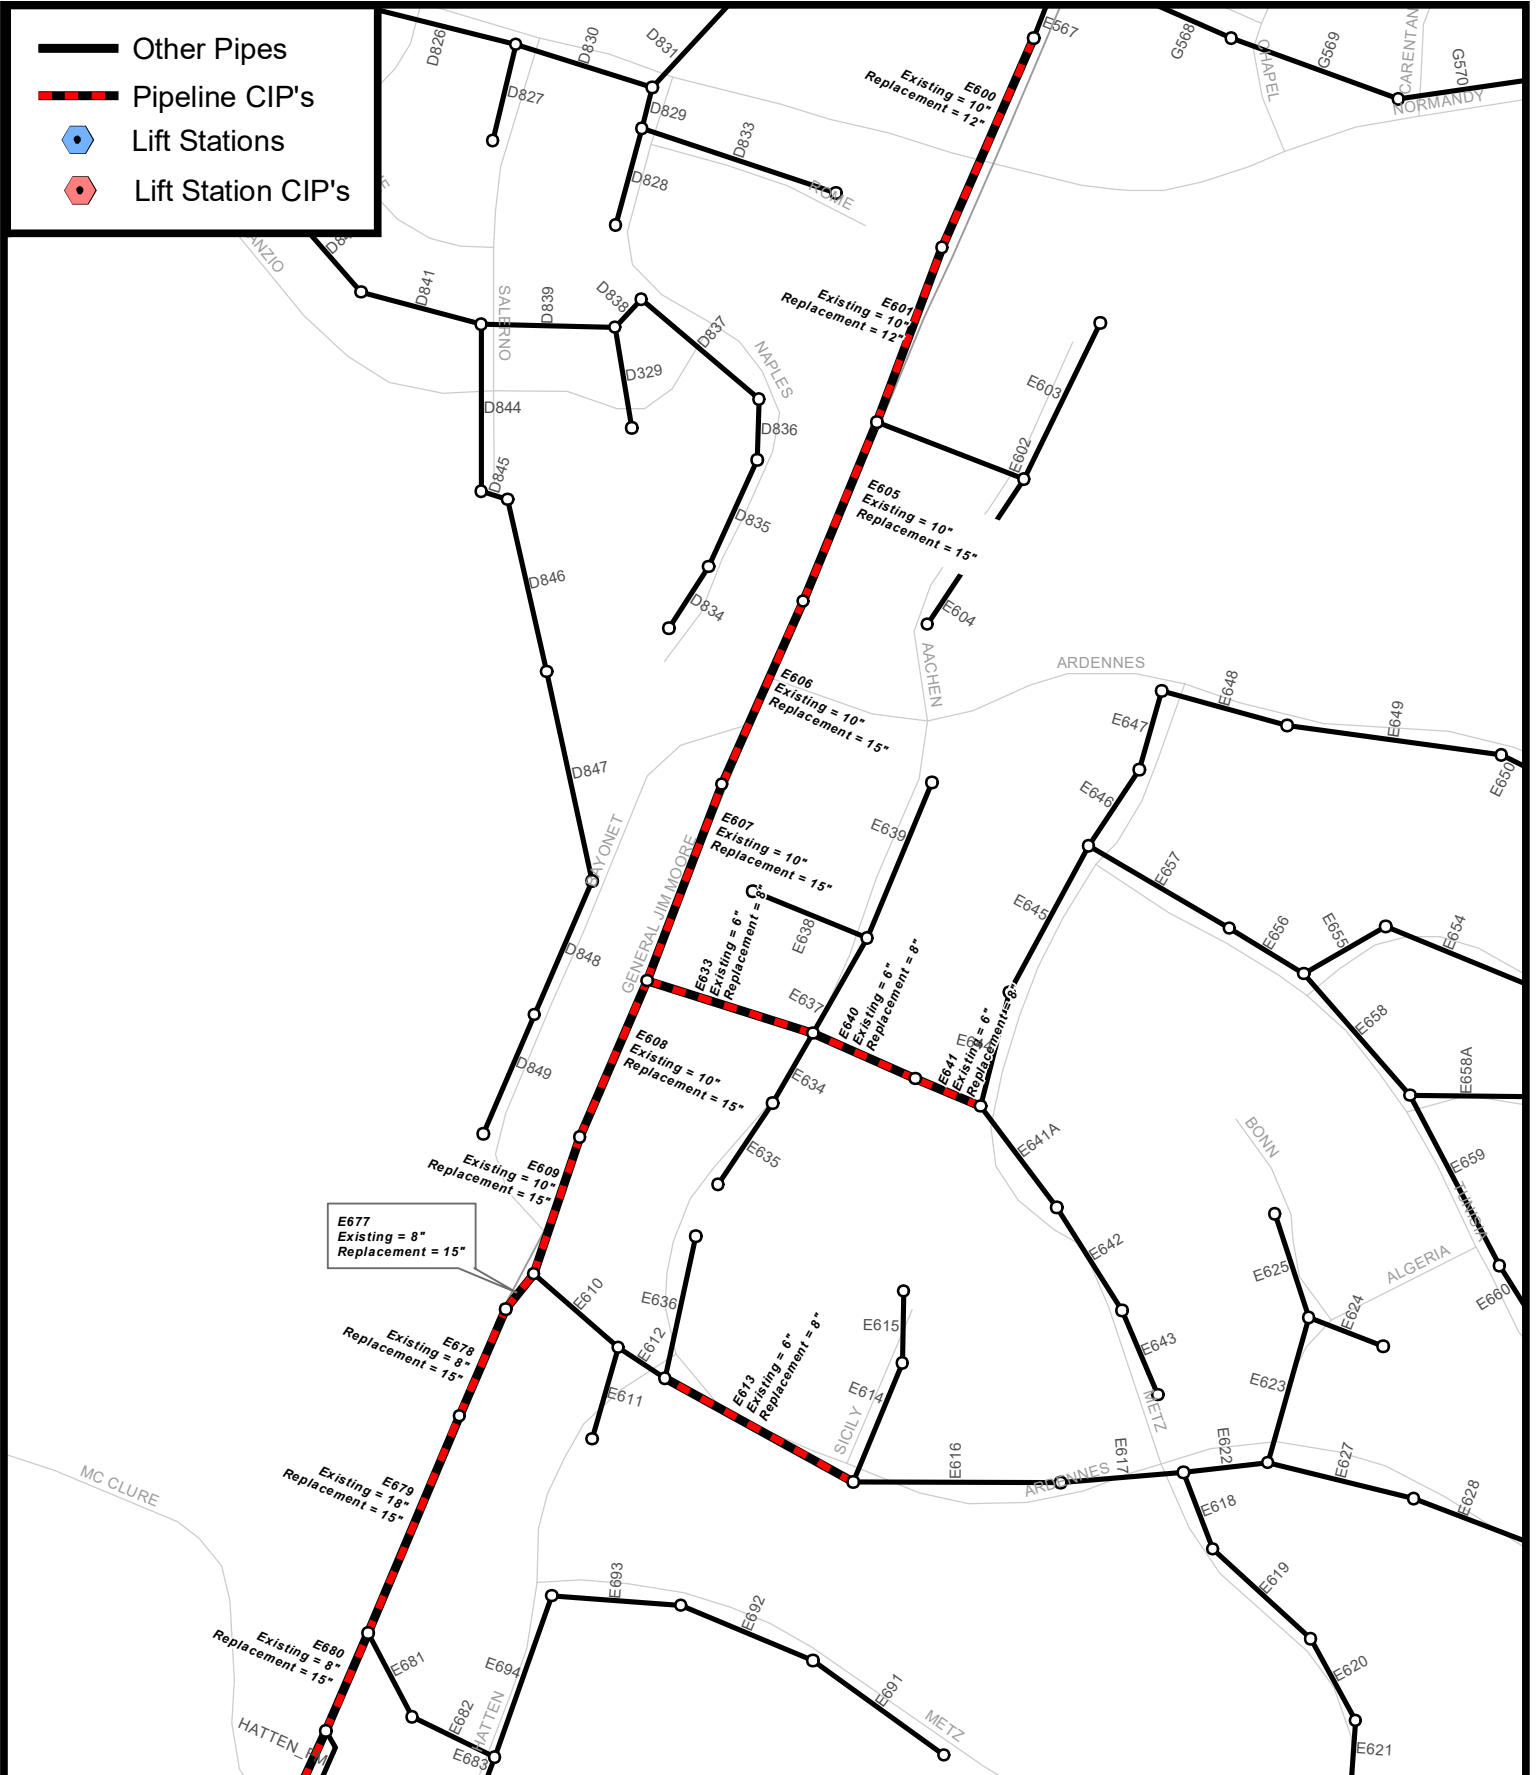 Other Pipes
Pipeline CIP's
Lift Stations
Lift Station CIP's
D826
D830
D831
D827
D829
D833
D828
ROME
E567
G568
G569
G570
CHAPEL
CARENTAN
NORMANDY
E600
Existing = 10"
Replacement = 12"
ANZIO
D841
SALERNO
D839
D838
D837
D329
NAPLES
D844
D836
D845
D835
D846
D834
D847
BAYONET
D848
D849
E601
Existing = 10"
Replacement = 12"
E603
E602
E605
Existing = 10"
Replacement = 15"
E604
AACHEN
ARDENNES
E606
Existing = 10"
Replacement = 15"
E648
E649
E647
E650
E646
E607
Existing = 10"
Replacement = 15"
GENERAL JIM MOORE
E639
E638
E633
Existing = 6"
Replacement = 8"
E637
E640
Existing = 6"
Replacement = 8"
E645
E641
Existing = 6"
Replacement = 8"
E657
E656
E655
E654
E658
E658A
E608
Existing = 10"
Replacement = 15"
E634
E635
E641A
BONN
E659
TUNISIA
E609
Existing = 10"
Replacement = 15"
E677
Existing = 8"
Replacement = 15"
E610
E636
E612
E611
E642
E643
METZ
E625
E624
ALGERIA
E660
E623
E615
E614
SICILY
E613
Existing = 6"
Replacement = 8"
E678
Existing = 8"
Replacement = 15"
E679
Existing = 18"
Replacement = 15"
MC CLURE
E616
ARDENNES
E617
E622
E627
E628
E618
E619
E620
E621
E693
E692
E691
METZ
E694
HATTEN
E680
Existing = 8"
Replacement = 15"
E681
E682
E683
HATTEN_FM